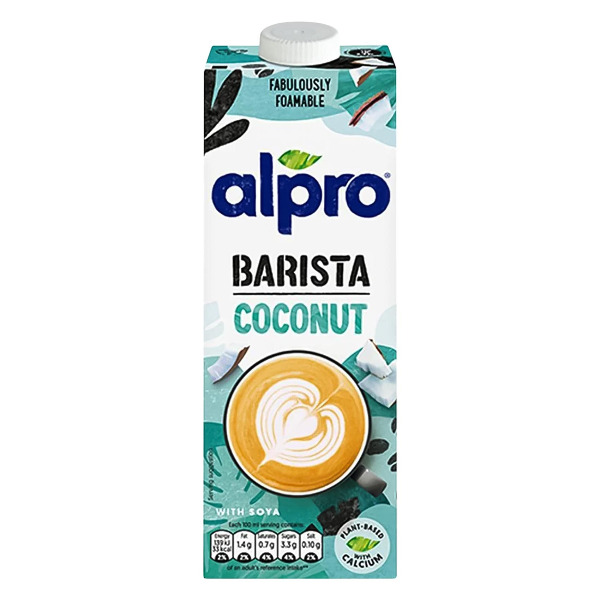 FABULOUSLY
FOAMABLE
alpro®
BARISTA
COCONUT
Serving suggestion
WITH SOYA
Each 100 ml serving contains
Energy Fat Saturates Sugars Salt
139 kJ 1.4g 0.7g 3.3g 0.10g
33 kcal
2% 2% 4% 4% 2%
of an adult's reference intake**
PLANT-BASED
WITH
CALCIUM